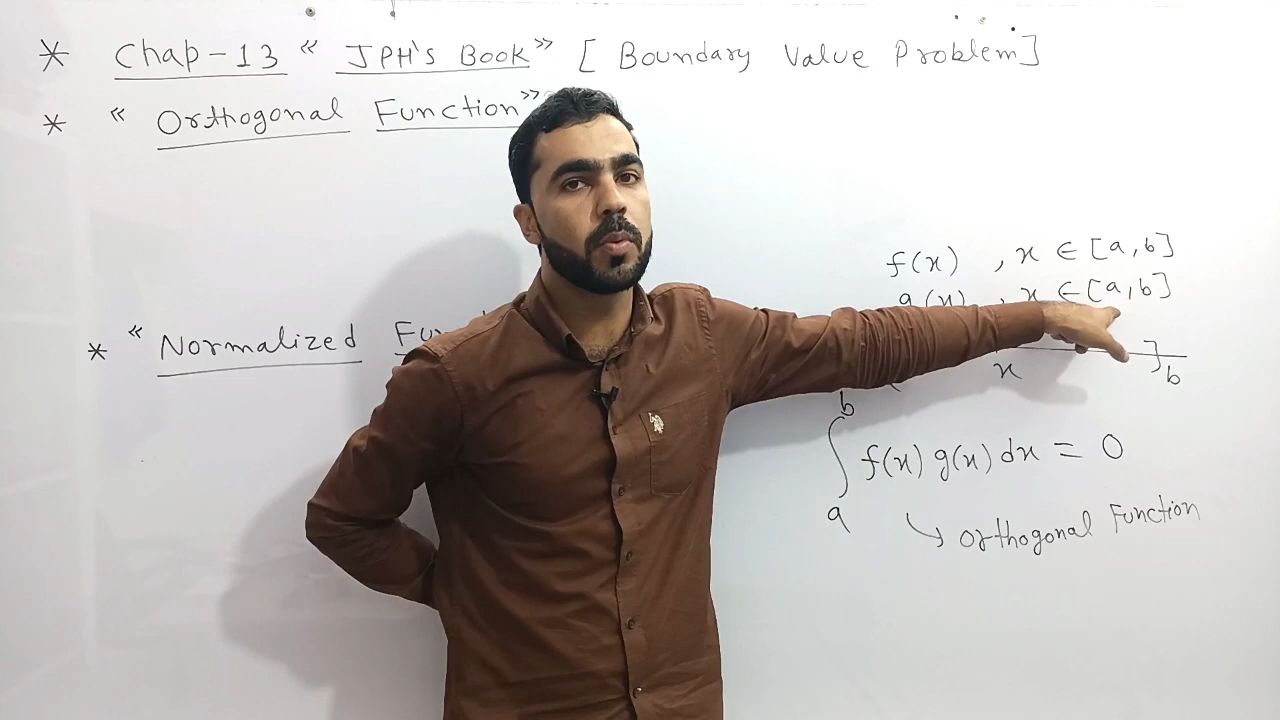 * Chap-13 “ JPH's Book” [ Boundary Value Problem]
* “ Orthogonal Function”
f(x) , x ∈ [a,b]
g(x) , x ∈ [a,b]
* “ Normalized
] b
x
b
∫ f(x) g(x) dx = 0
a
↳ orthogonal Function